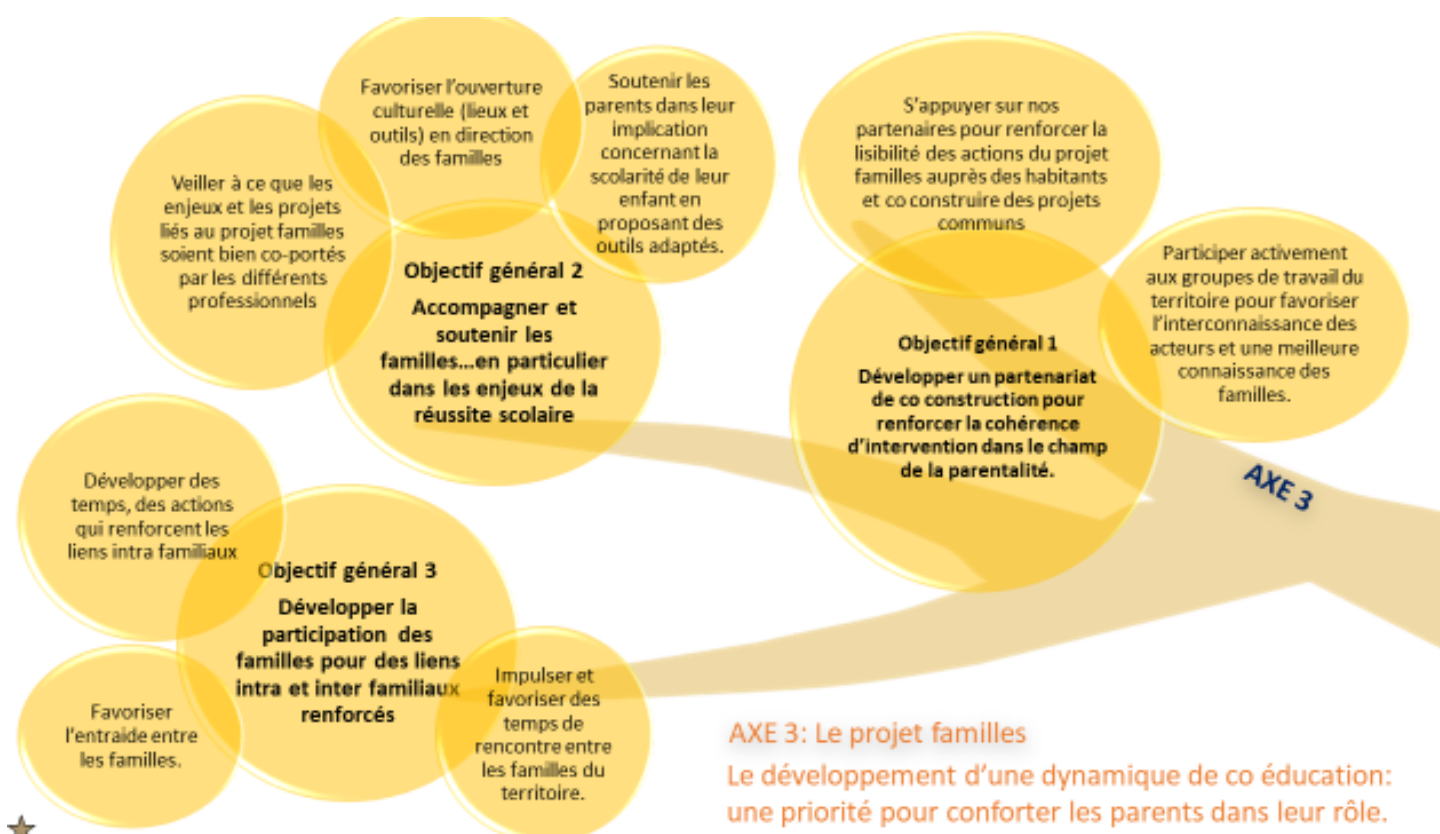 Favoriser l'ouverture
culturelle (lieux et
outils) en direction
des familles
Soutenir les
parents dans leur
implication
concernant la
scolarité de leur
enfant en
proposant des
outils adaptés.
Veiller à ce que les
enjeux et les projets
liés au projet familles
soient bien co-portés
par les différents
professionnels
Objectif général 2
Accompagner et
soutenir les
familles...en particulier
dans les enjeux de la
réussite scolaire
S'appuyer sur nos
partenaires pour renforcer la
lisibilité des actions du projet
familles auprès des habitants
et co construire des projets
communs
Participer activement
aux groupes de travail du
territoire pour favoriser
l'interconnaissance des
acteurs et une meilleure
connaissance des
familles.
Objectif général 1
Développer un partenariat
de co construction pour
renforcer la cohérence
d'intervention dans le champ
de la parentalité.
AXE 3
Développer des
temps, des actions
qui renforcent les
liens intra familiaux
Objectif général 3
Développer la
participation des
familles pour des liens
intra et inter familiaux
renforcés
Favoriser
l'entraide entre
les familles.
Impulser et
favoriser des
temps de
rencontre entre
les familles du
territoire.
AXE 3: Le projet familles
Le développement d'une dynamique de co éducation:
une priorité pour conforter les parents dans leur rôle.